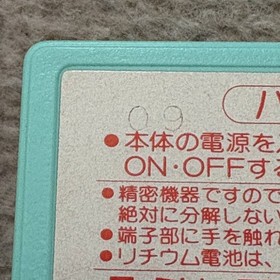 09
ハ
●本体の電源を
ON・OFFする
●精密機器ですので
絶対に分解しない
●端子部に手を触れ
●リチウム電池は、